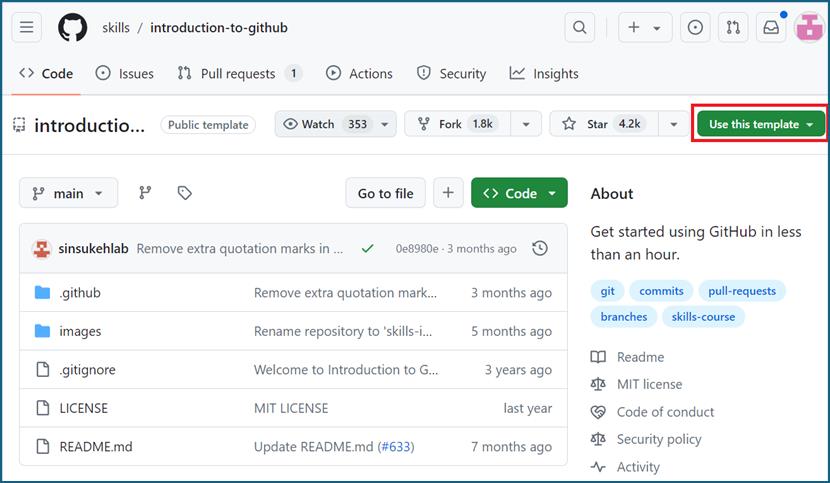 skills / introduction-to-github
Code Issues Pull requests 1 Actions Security Insights
introductio... Public template Watch 353 Fork 1.8k Star 4.2k Use this template
main Go to file + Code
About
Get started using GitHub in less
than an hour.
sinsukehlab Remove extra quotation marks in ... 0e8980e · 3 months ago
.github Remove extra quotation mark... 3 months ago
images Rename repository to 'skills-i... 5 months ago
.gitignore Welcome to Introduction to G... 3 years ago
LICENSE MIT LICENSE last year
README.md Update README.md (#633) 7 months ago
git commits pull-requests
branches skills-course
Readme
MIT license
Code of conduct
Security policy
Activity